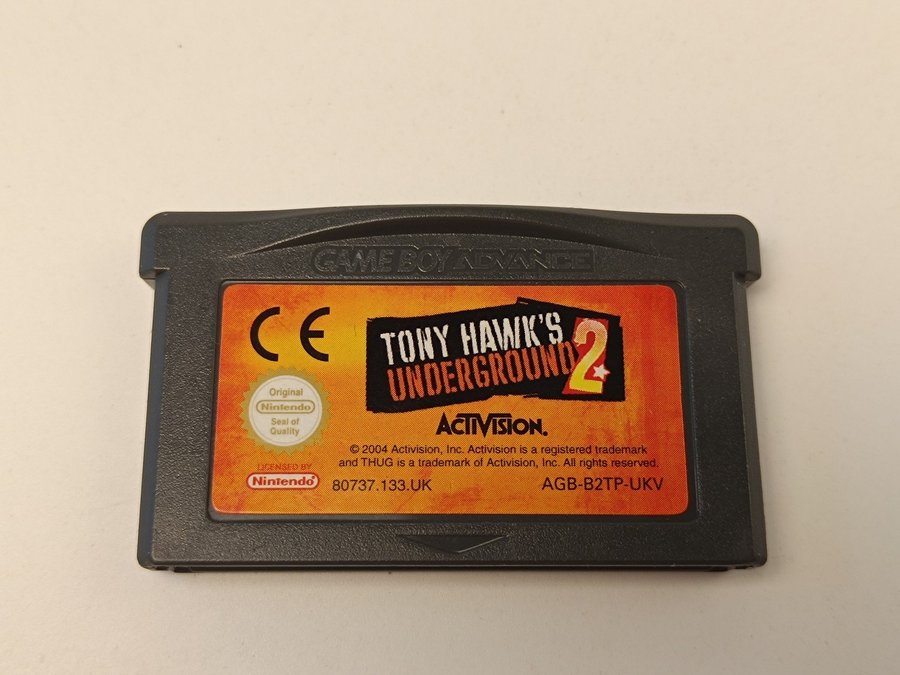 GAME BOY ADVANCE
CE
TONY HAWK'S
UNDERGROUND 2
Original
Nintendo
Seal of
Quality
ACTIVISION.
© 2004 Activision, Inc. Activision is a registered trademark
and THUG is a trademark of Activision, Inc. All rights reserved.
LICENSED BY
Nintendo
80737.133.UK
AGB-B2TP-UKV